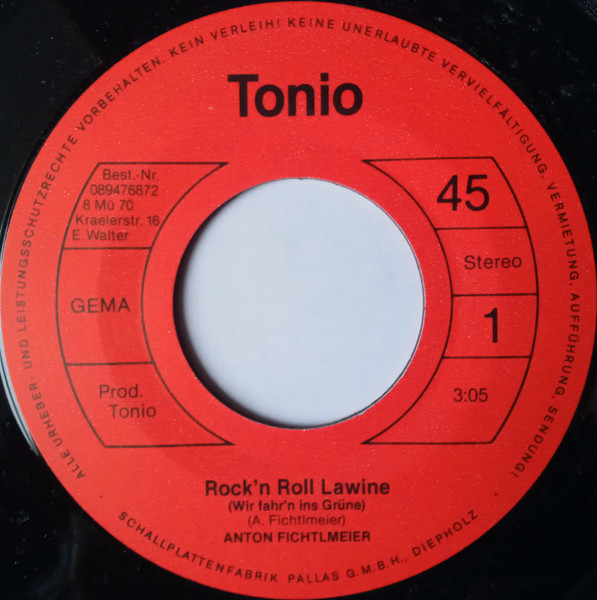 ALLE URHEBER- UND LEISTUNGSSCHUTZRECHTE VORBEHALTEN. KEIN VERLEIH! KEINE UNERLAUBTE VERVIELFÄLTIGUNG, VERMIETUNG, AUFFÜHRUNG, SENDUNG!
Tonio
Best.-Nr.
089476872
8 Mü 70
Kraelerstr. 16
E. Walter
GEMA
Prod.
Tonio
45
Stereo
1
3:05
Rock'n Roll Lawine
(Wir fahr'n ins Grüne)
(A. Fichtlmeier)
ANTON FICHTLMEIER
· SCHALLPLATTENFABRIK PALLAS G.M.B.H., DIEPHOLZ ·